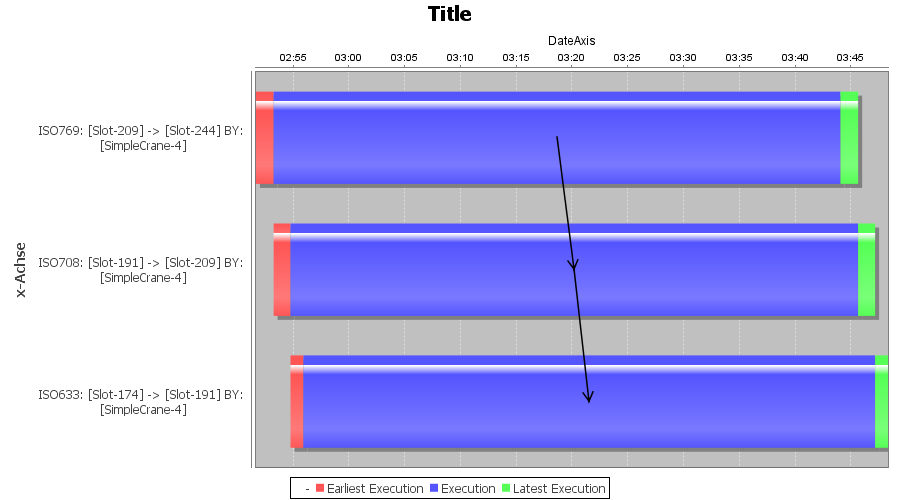 Title
DateAxis
02:55 03:00 03:05 03:10 03:15 03:20 03:25 03:30 03:35 03:40 03:45
x-Achse
ISO769: [Slot-209] -> [Slot-244] BY:
[SimpleCrane-4]
ISO708: [Slot-191] -> [Slot-209] BY:
[SimpleCrane-4]
ISO633: [Slot-174] -> [Slot-191] BY:
[SimpleCrane-4]
- Earliest Execution Execution Latest Execution